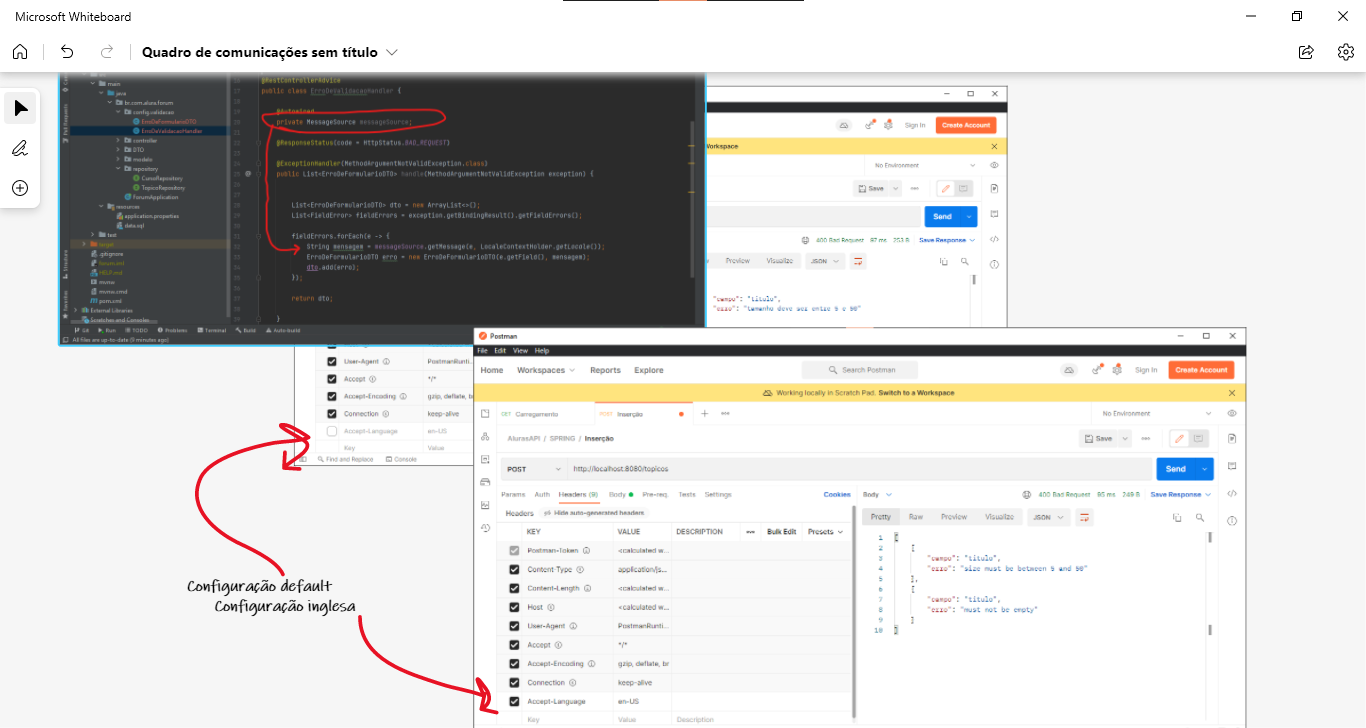 Microsoft Whiteboard
Quadro de comunicações sem título
main
java
br.com.alura.forum
config.validacao
ErroDeFormularioDTO
ErroDeValidacaoHandler
controller
DTO
modelo
repository
CursoRepository
TopicoRepository
ForumApplication
resources
application.properties
data.sql
test
target
.gitignore
HELP.md
mvnw
mvnw.cmd
pom.xml
External Libraries
Scratches and Consoles
Git Run TODO Problems Terminal Build Auto-build
All files are up-to-date (9 minutes ago)
@RestControllerAdvice
public class ErroDeValidacaoHandler {
@Autowired
private MessageSource messageSource;
@ResponseStatus(code = HttpStatus.BAD_REQUEST)
@ExceptionHandler(MethodArgumentNotValidException.class)
public List<ErroDeFormularioDTO> handle(MethodArgumentNotValidException exception) {
List<ErroDeFormularioDTO> dto = new ArrayList<>();
List<FieldError> fieldErrors = exception.getBindingResult().getFieldErrors();
fieldErrors.forEach(e -> {
String mensagem = messageSource.getMessage(e, LocaleContextHolder.getLocale());
ErroDeFormularioDTO erro = new ErroDeFormularioDTO(e.getField(), mensagem);
dto.add(erro);
});
return dto;
}
Sign In Create Account
Workspace
No Environment
Save
Send
400 Bad Request 97 ms 253 B Save Response
Preview Visualize JSON
"campo": "titulo",
"erro": "tamanho deve ser entre 5 e 50"
User-Agent PostmanRunti...
Accept */*
Accept-Encoding gzip, deflate, br
Connection keep-alive
Accept-Language en-US
Key Value
Find and Replace Console
Configuração default
Configuração inglesa
Postman
File Edit View Help
Home Workspaces Reports Explore Search Postman Sign In Create Account
Working locally in Scratch Pad. Switch to a Workspace
GET Carregamento POST Inserção No Environment
AlurasAPI / SPRING / Inserção Save
POST http://localhost:8080/topicos Send
Params Auth Headers (9) Body Pre-req. Tests Settings Cookies
Body 400 Bad Request 95 ms 249 B Save Response
Headers Hide auto-generated headers
Pretty Raw Preview Visualize JSON
KEY VALUE DESCRIPTION Bulk Edit Presets
Postman-Token <calculated w...
Content-Type application/js...
Content-Length <calculated w...
Host <calculated w...
User-Agent PostmanRunti...
Accept */*
Accept-Encoding gzip, deflate, br
Connection keep-alive
Accept-Language en-US
Key Value Description
1 [
2 {
3 "campo": "titulo",
4 "erro": "size must be between 5 and 50"
5 },
6 {
7 "campo": "titulo",
8 "erro": "must not be empty"
9 }
10 ]